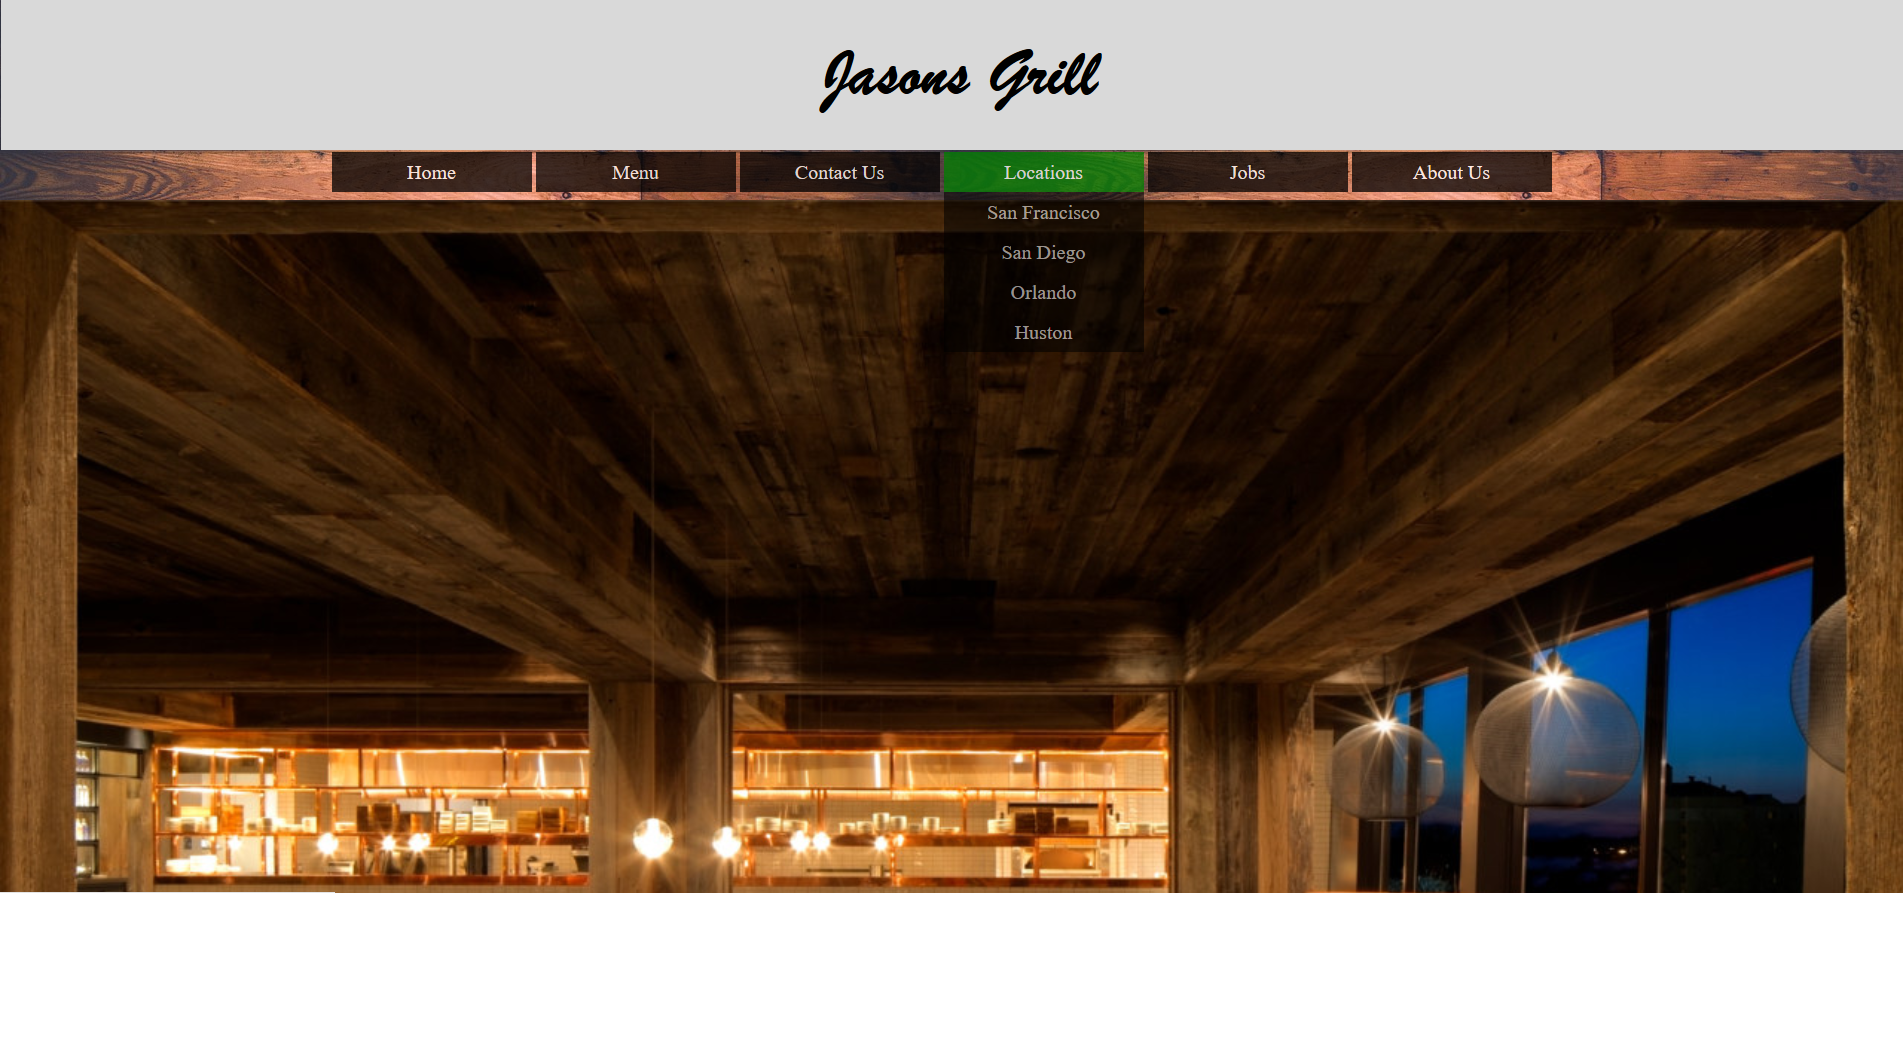 Jasons Grill
Home Menu Contact Us Locations Jobs About Us
San Francisco
San Diego
Orlando
Huston